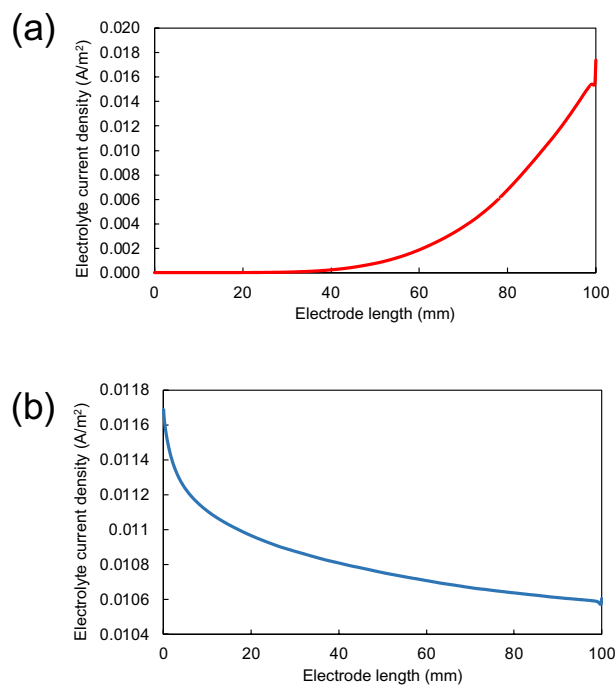 (a)
Electrolyte current density (A/m²)
0.020
0.018
0.016
0.014
0.012
0.010
0.008
0.006
0.004
0.002
0.000
0 20 40 60 80 100
Electrode length (mm)
(b)
Electrolyte current density (A/m²)
0.0118
0.0116
0.0114
0.0112
0.011
0.0108
0.0106
0.0104
0 20 40 60 80 100
Electrode length (mm)